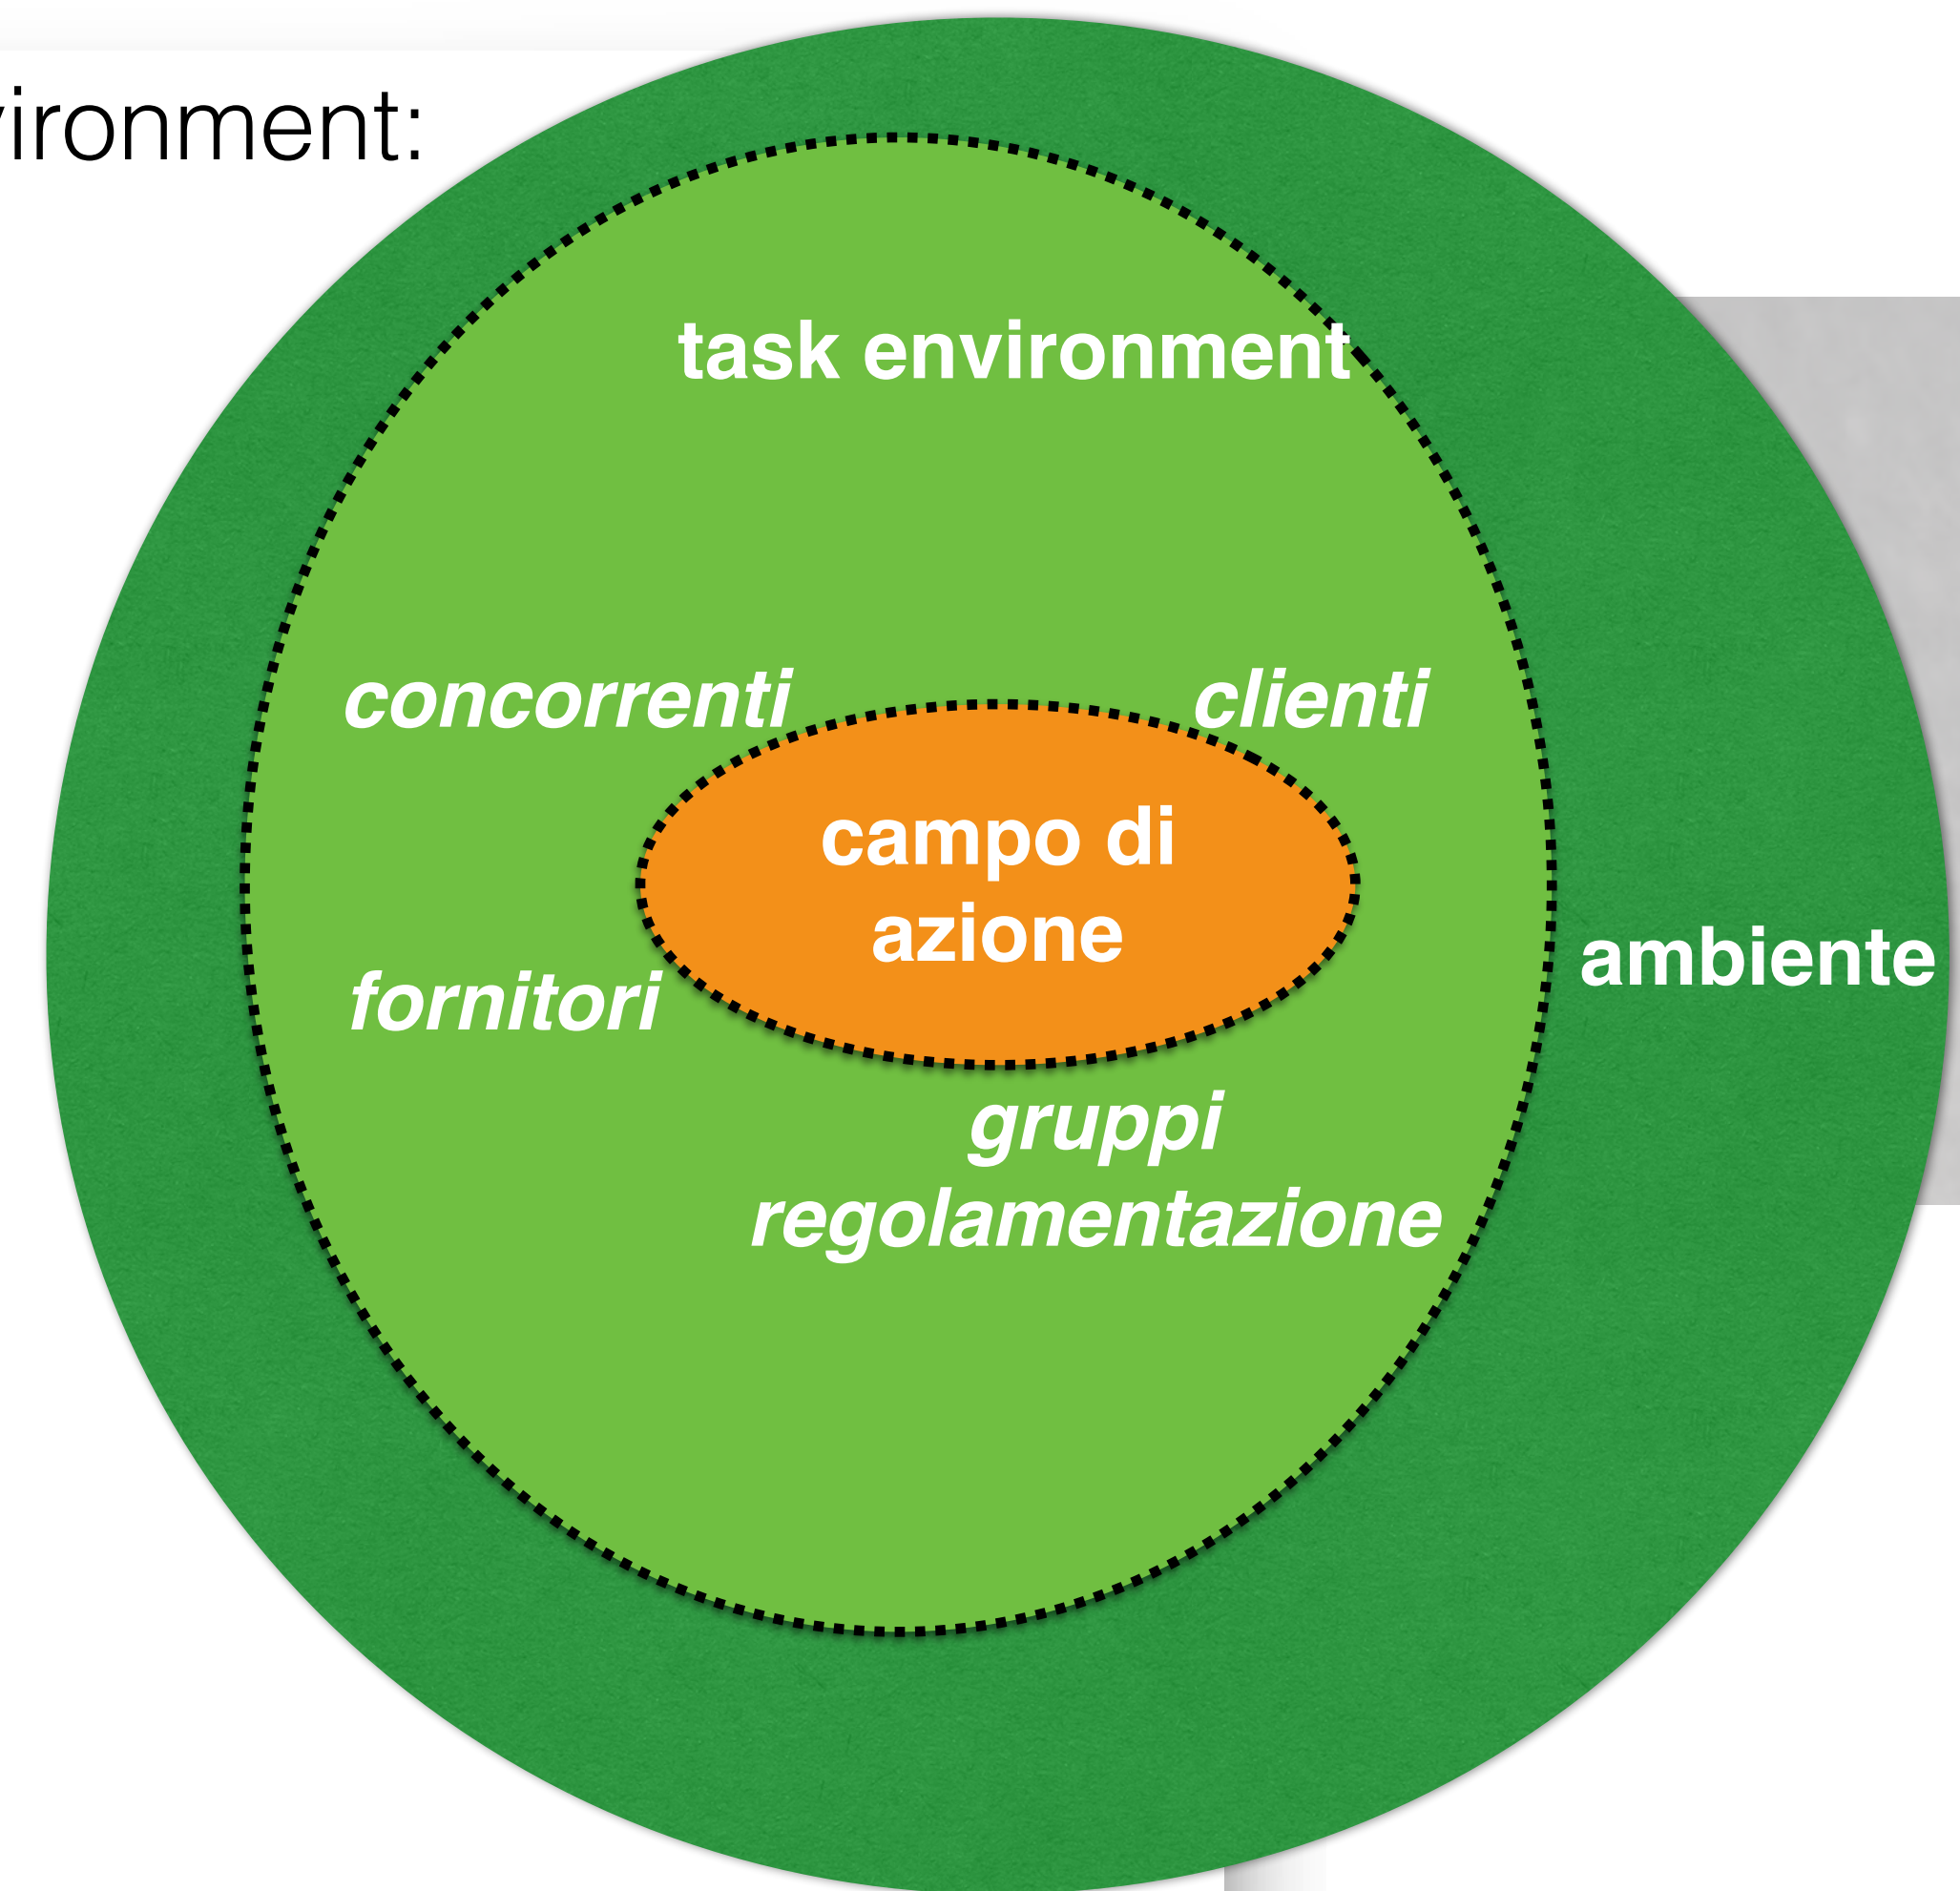 ironment:
task environment
concorrenti
clienti
campo di
azione
ambiente
fornitori
gruppi
regolamentazione